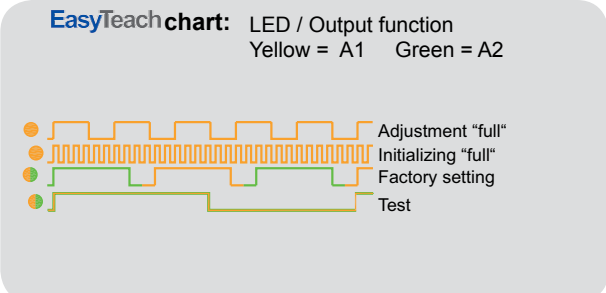 EasyTeach chart: LED / Output function
Yellow = A1 Green = A2
Adjustment “full“
Initializing “full“
Factory setting
Test